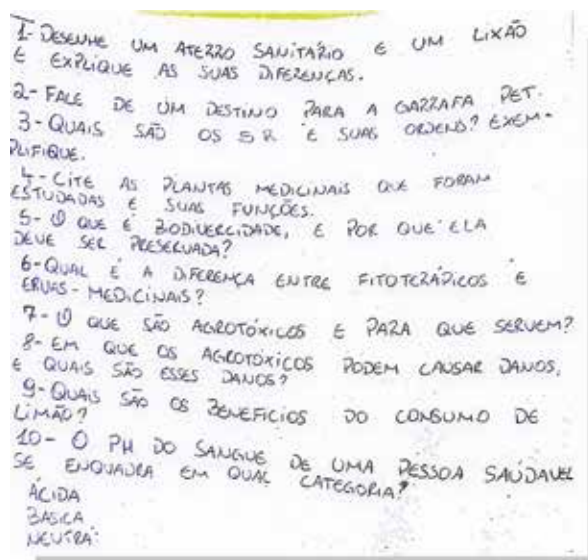 1- DESENHE UM ATERRO SANITÁRIO E UM LIXÃO
E EXPLIQUE AS SUAS DIFERENÇAS.
2- FALE DE UM DESTINO PARA A GARRAFA PET.
3- QUAIS SÃO OS 5 R E SUAS ORDENS? EXEM-
PLIFIQUE.
4- CITE AS PLANTAS MEDICINAIS QUE FORAM
ESTUDADAS E SUAS FUNÇÕES.
5- O QUE É BODIVERCIDADE, E POR QUE ELA
DEVE SER PRESERVADA?
6- QUAL É A DIFERENÇA ENTRE FITOTERÁPICOS E
ERVAS-MEDICINAIS?
7- O QUE SÃO AGROTÓXICOS E PARA QUE SERVEM?
8- EM QUE OS AGROTÓXICOS PODEM CAUSAR DANOS,
E QUAIS SÃO ESSES DANOS?
9- QUAIS SÃO OS BENEFICIOS DO CONSUMO DE
LIMÃO?
10- O PH DO SANGUE DE UMA PESSOA SAUDAVEL
SE ENQUADRA EM QUAL CATEGORIA?
ÁCIDA
BASICA
NEUTRA: